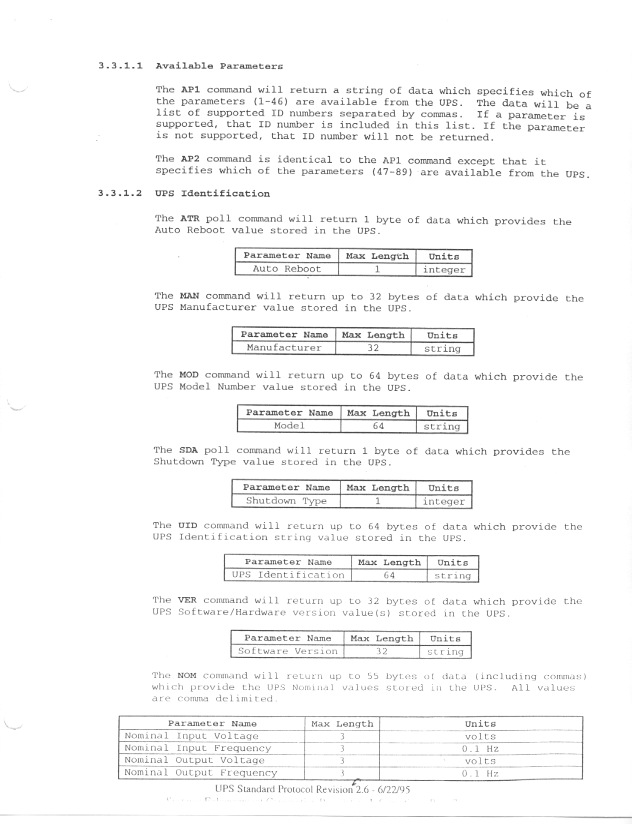 3.3.1.1 Available Parameters
The AP1 command will return a string of data which specifies which of
the parameters (1-46) are available from the UPS. The data will be a
list of supported ID numbers separated by commas. If a parameter is
supported, that ID number is included in this list. If the parameter
is not supported, that ID number will not be returned.
The AP2 command is identical to the AP1 command except that it
specifies which of the parameters (47-89) are available from the UPS.
3.3.1.2 UPS Identification
The ATR poll command will return 1 byte of data which provides the
Auto Reboot value stored in the UPS.
Parameter Name Max Length Units
Auto Reboot 1 integer
The MAN command will return up to 32 bytes of data which provide the
UPS Manufacturer value stored in the UPS.
Parameter Name Max Length Units
Manufacturer 32 string
The MOD command will return up to 64 bytes of data which provide the
UPS Model Number value stored in the UPS.
Parameter Name Max Length Units
Model 64 string
The SDA poll command will return 1 byte of data which provides the
Shutdown Type value stored in the UPS.
Parameter Name Max Length Units
Shutdown Type 1 integer
The UID command will return up to 64 bytes of data which provide the
UPS Identification string value stored in the UPS.
Parameter Name Max Length Units
UPS Identification 64 string
The VER command will return up to 32 bytes of data which provide the
UPS Software/Hardware version value(s) stored in the UPS.
Parameter Name Max Length Units
Software Version 32 string
The NOM command will return up to 55 bytes of data (including commas)
which provide the UPS Nominal values stored in the UPS. All values
are comma delimited.
Parameter Name Max Length Units
Nominal Input Voltage 3 volts
Nominal Input Frequency 3 0.1 Hz
Nominal Output Voltage 3 volts
Nominal Output Frequency 3 0.1 Hz
UPS Standard Protocol Revision 2.6 - 6/22/95